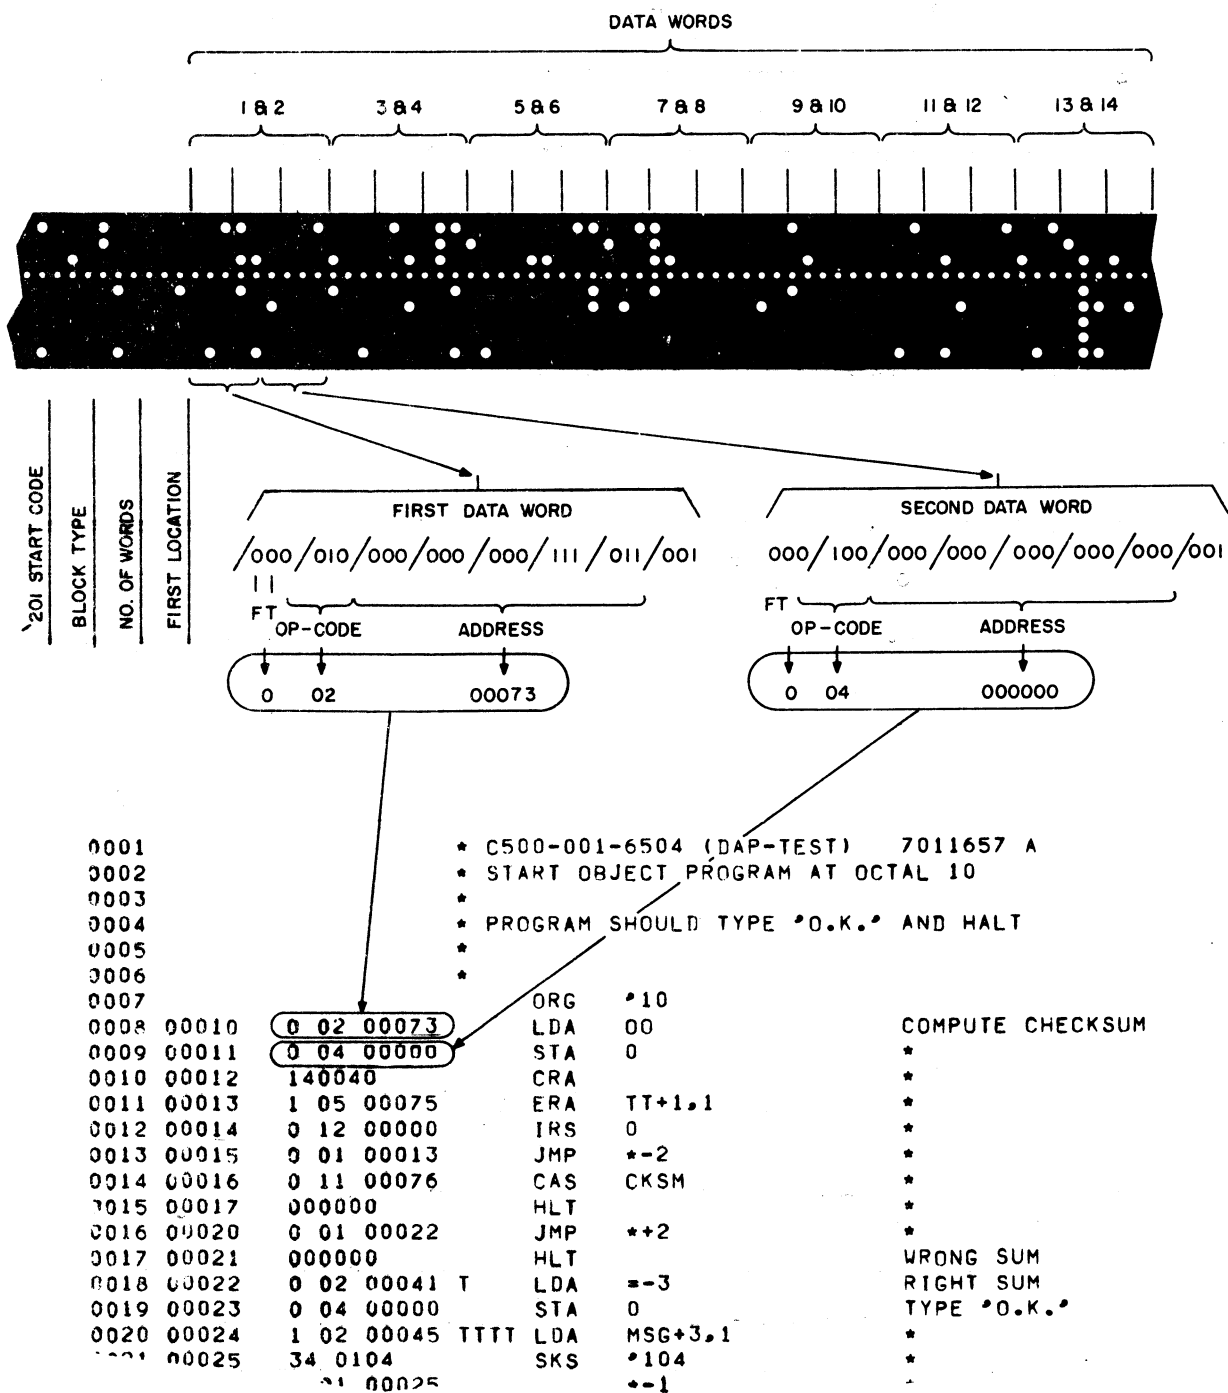 DATA WORDS
1 & 2 3 & 4 5 & 6 7 & 8 9 & 10 11 & 12 13 & 14
'201 START CODE
BLOCK TYPE
NO. OF WORDS
FIRST LOCATION
FIRST DATA WORD
/000/010/000/000/000/111/011/001
FT
OP-CODE ADDRESS
0 02 00073
SECOND DATA WORD
000/100/000/000/000/000/000/001
FT
OP-CODE ADDRESS
0 04 000000
0001 * C500-001-6504 (DAP-TEST) 7011657 A
0002 * START OBJECT PROGRAM AT OCTAL 10
0003 *
0004 * PROGRAM SHOULD TYPE 'O.K.' AND HALT
0005 *
0006 *
0007 ORG '10
0008 00010 0 02 00073 LDA 00 COMPUTE CHECKSUM
0009 00011 0 04 00000 STA 0 *
0010 00012 140040 CRA *
0011 00013 1 05 00075 ERA TT+1,1 *
0012 00014 0 12 00000 IRS 0 *
0013 00015 0 01 00013 JMP *-2 *
0014 00016 0 11 00076 CAS CKSM *
0015 00017 000000 HLT *
0016 00020 0 01 00022 JMP *+2 *
0017 00021 000000 HLT WRONG SUM
0018 00022 0 02 00041 T LDA =-3 RIGHT SUM
0019 00023 0 04 00000 STA 0 TYPE 'O.K.'
0020 00024 1 02 00045 TTTT LDA MSG+3,1 *
00025 34 0104 SKS '104 *
00025 *-1